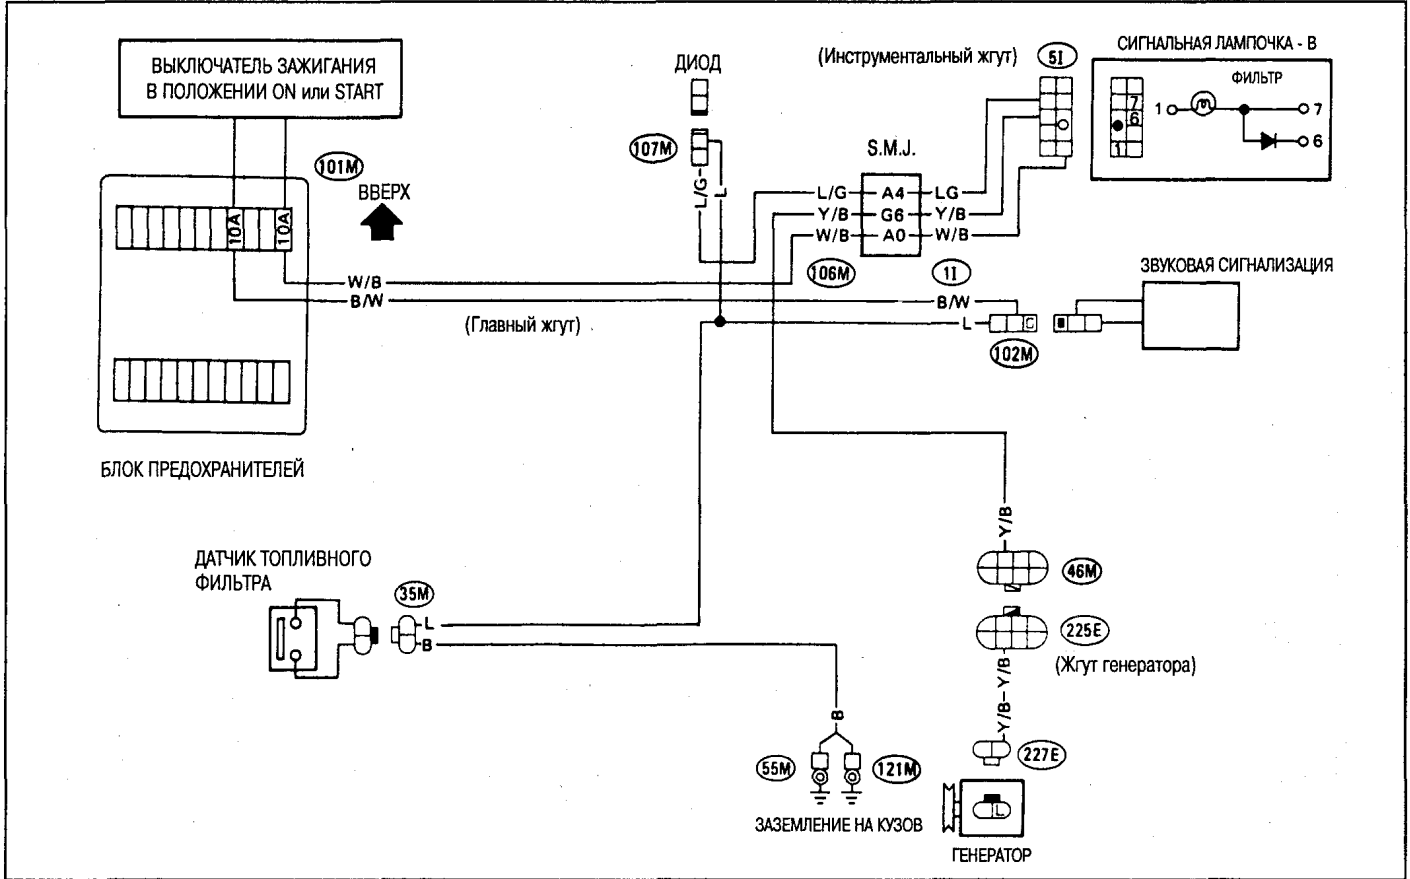 ВЫКЛЮЧАТЕЛЬ ЗАЖИГАНИЯ
В ПОЛОЖЕНИИ ON или START
101M
ВВЕРХ
10A
10A
БЛОК ПРЕДОХРАНИТЕЛЕЙ
ДИОД
107M
L/G
L
(Инструментальный жгут)
5I
СИГНАЛЬНАЯ ЛАМПОЧКА - В
ФИЛЬТР
7
6
1
1
7
6
S.M.J.
L/G
A4
LG
Y/B
G6
Y/B
W/B
A0
W/B
106M
1I
W/B
B/W
(Главный жгут)
B/W
L
102M
ЗВУКОВАЯ СИГНАЛИЗАЦИЯ
ДАТЧИК ТОПЛИВНОГО
ФИЛЬТРА
35M
L
B
B
55M
121M
ЗАЗЕМЛЕНИЕ НА КУЗОВ
Y/B
46M
225E
(Жгут генератора)
Y/B
Y/B
227E
L
ГЕНЕРАТОР